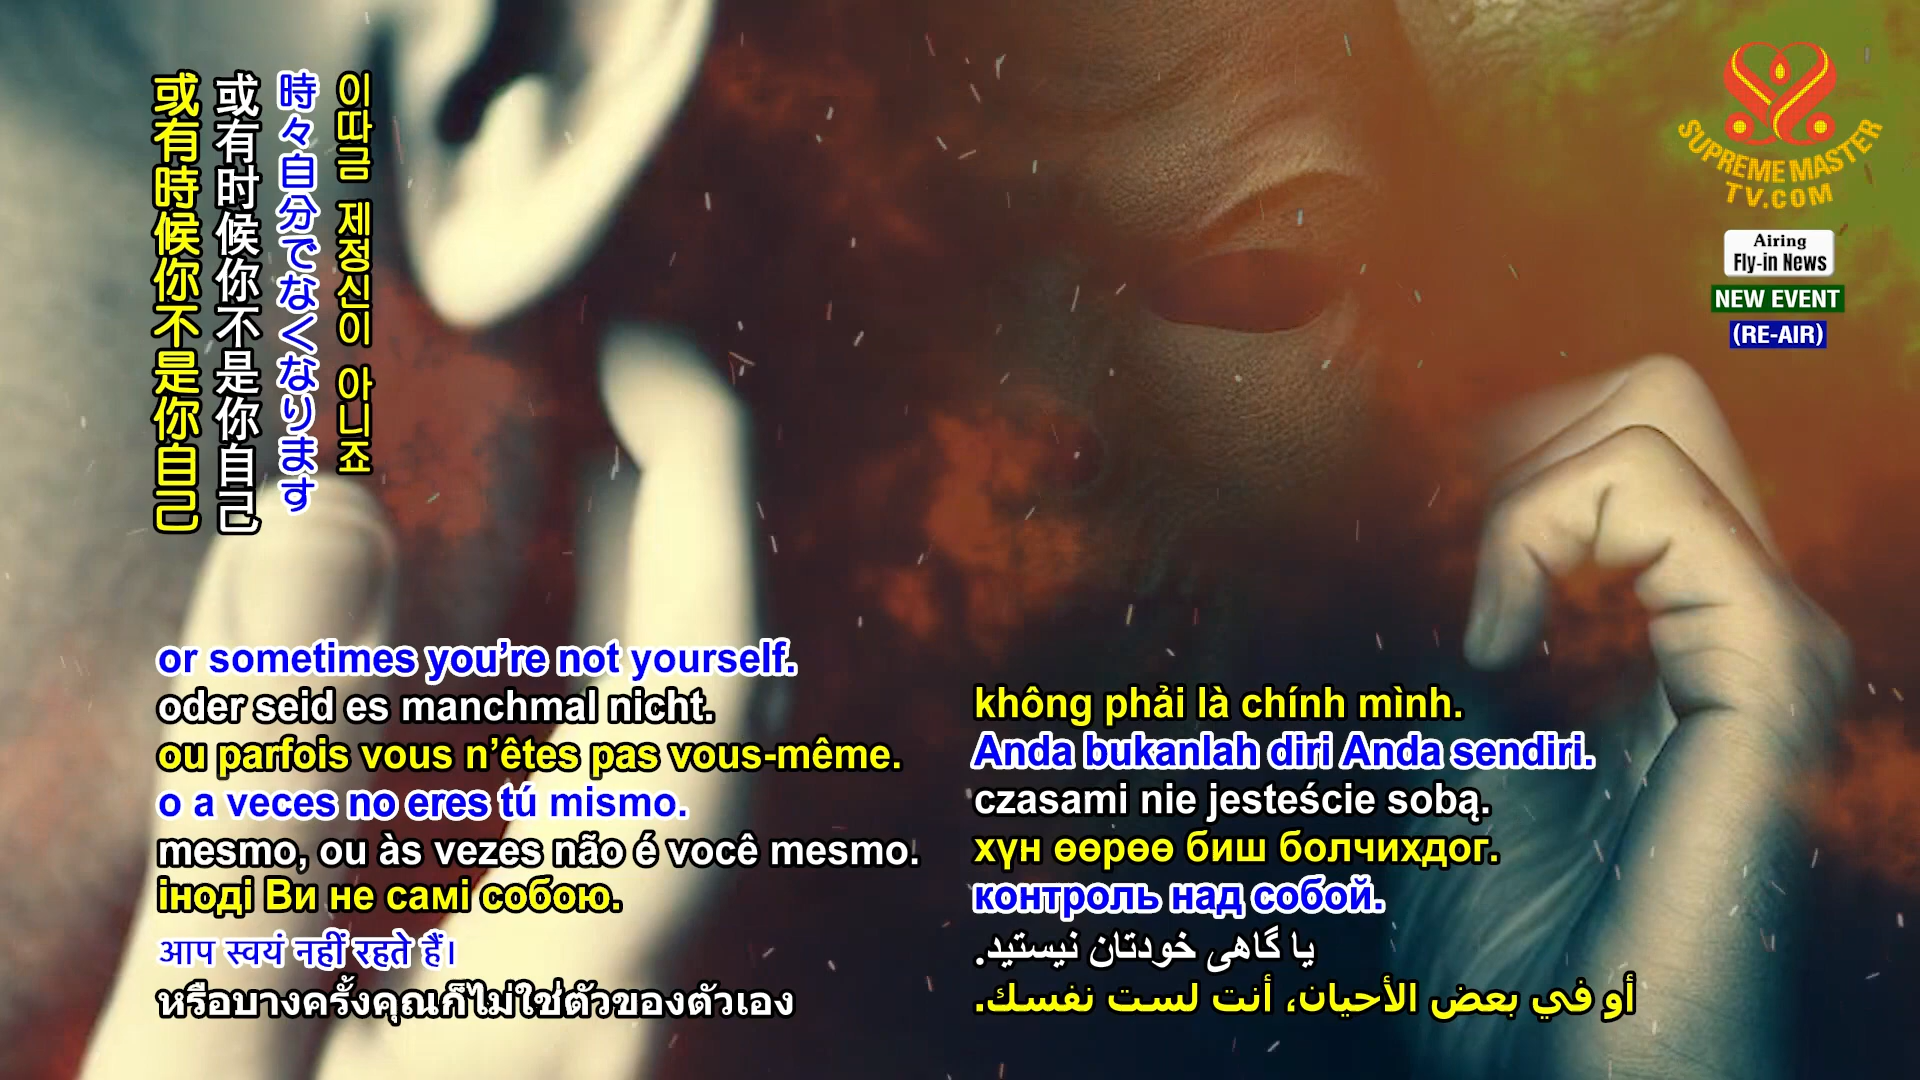 或有時候你不是你自己
或有时候你不是你自己
時々自分でなくなります
이따금 제정신이 아니죠
SUPREME MASTER
TV.COM
Airing
Fly-in News
NEW EVENT
(RE-AIR)
or sometimes you’re not yourself.
oder seid es manchmal nicht.
ou parfois vous n’êtes pas vous-même.
o a veces no eres tú mismo.
mesmo, ou às vezes não é você mesmo.
іноді Ви не самі собою.
आप स्वयं नहीं रहते हैं।
หรือบางครั้งคุณก็ไม่ใช่ตัวของตัวเอง
không phải là chính mình.
Anda bukanlah diri Anda sendiri.
czasami nie jesteście sobą.
хүн өөрөө биш болчихдог.
контроль над собой.
یا گاهی خودتان نیستید.
أو في بعض الأحيان، أنت لست نفسك.